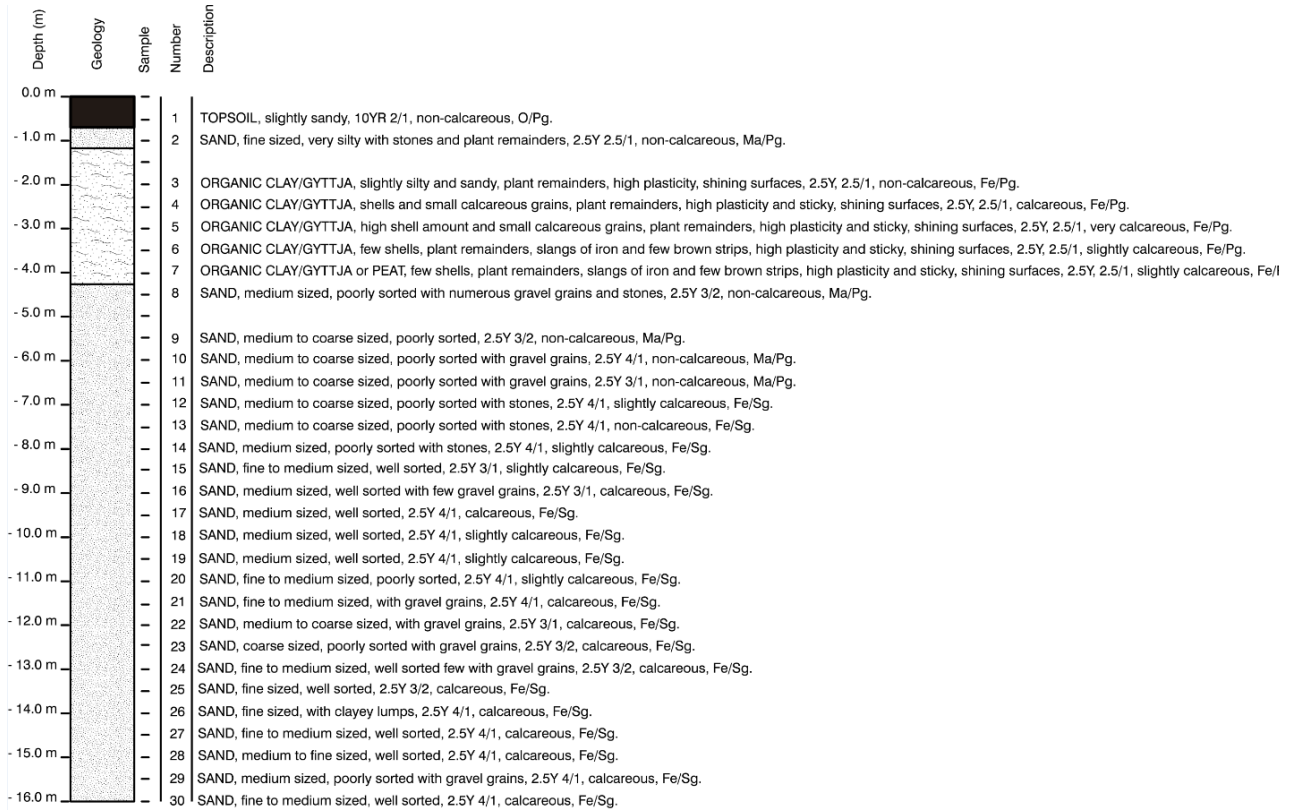 Depth (m) Geology Sample Number Description
0.0 m
1 TOPSOIL, slightly sandy, 10YR 2/1, non-calcareous, O/Pg.
- 1.0 m 2 SAND, fine sized, very silty with stones and plant remainders, 2.5Y 2.5/1, non-calcareous, Ma/Pg.
- 2.0 m 3 ORGANIC CLAY/GYTTJA, slightly silty and sandy, plant remainders, high plasticity, shining surfaces, 2.5Y, 2.5/1, non-calcareous, Fe/Pg.
4 ORGANIC CLAY/GYTTJA, shells and small calcareous grains, plant remainders, high plasticity and sticky, shining surfaces, 2.5Y, 2.5/1, calcareous, Fe/Pg.
- 3.0 m 5 ORGANIC CLAY/GYTTJA, high shell amount and small calcareous grains, plant remainders, high plasticity and sticky, shining surfaces, 2.5Y, 2.5/1, very calcareous, Fe/Pg.
6 ORGANIC CLAY/GYTTJA, few shells, plant remainders, slangs of iron and few brown strips, high plasticity and sticky, shining surfaces, 2.5Y, 2.5/1, slightly calcareous, Fe/Pg.
- 4.0 m 7 ORGANIC CLAY/GYTTJA or PEAT, few shells, plant remainders, slangs of iron and few brown strips, high plasticity and sticky, shining surfaces, 2.5Y, 2.5/1, slightly calcareous,
8 SAND, medium sized, poorly sorted with numerous gravel grains and stones, 2.5Y 3/2, non-calcareous, Ma/Pg.
- 5.0 m
9 SAND, medium to coarse sized, poorly sorted, 2.5Y 3/2, non-calcareous, Ma/Pg.
- 6.0 m 10 SAND, medium to coarse sized, poorly sorted with gravel grains, 2.5Y 4/1, non-calcareous, Ma/Pg.
11 SAND, medium to coarse sized, poorly sorted with gravel grains, 2.5Y 3/1, non-calcareous, Ma/Pg.
- 7.0 m 12 SAND, medium to coarse sized, poorly sorted with stones, 2.5Y 4/1, slightly calcareous, Fe/Sg.
13 SAND, medium to coarse sized, poorly sorted with stones, 2.5Y 4/1, non-calcareous, Fe/Sg.
- 8.0 m 14 SAND, medium sized, poorly sorted with stones, 2.5Y 4/1, slightly calcareous, Fe/Sg.
15 SAND, fine to medium sized, well sorted, 2.5Y 3/1, slightly calcareous, Fe/Sg.
- 9.0 m 16 SAND, medium sized, well sorted with few gravel grains, 2.5Y 3/1, calcareous, Fe/Sg.
17 SAND, medium sized, well sorted, 2.5Y 4/1, calcareous, Fe/Sg.
- 10.0 m 18 SAND, medium sized, well sorted, 2.5Y 4/1, slightly calcareous, Fe/Sg.
19 SAND, medium sized, well sorted, 2.5Y 4/1, slightly calcareous, Fe/Sg.
- 11.0 m 20 SAND, fine to medium sized, poorly sorted, 2.5Y 4/1, slightly calcareous, Fe/Sg.
21 SAND, fine to medium sized, with gravel grains, 2.5Y 4/1, calcareous, Fe/Sg.
- 12.0 m 22 SAND, medium to coarse sized, with gravel grains, 2.5Y 3/1, calcareous, Fe/Sg.
23 SAND, coarse sized, poorly sorted with gravel grains, 2.5Y 3/2, calcareous, Fe/Sg.
- 13.0 m 24 SAND, fine to medium sized, well sorted few with gravel grains, 2.5Y 3/2, calcareous, Fe/Sg.
25 SAND, fine sized, well sorted, 2.5Y 3/2, calcareous, Fe/Sg.
- 14.0 m 26 SAND, fine sized, with clayey lumps, 2.5Y 4/1, calcareous, Fe/Sg.
27 SAND, fine to medium sized, well sorted, 2.5Y 4/1, calcareous, Fe/Sg.
- 15.0 m 28 SAND, medium to fine sized, well sorted, 2.5Y 4/1, calcareous, Fe/Sg.
29 SAND, medium sized, poorly sorted with gravel grains, 2.5Y 4/1, calcareous, Fe/Sg.
- 16.0 m 30 SAND, fine to medium sized, well sorted, 2.5Y 4/1, calcareous, Fe/Sg.